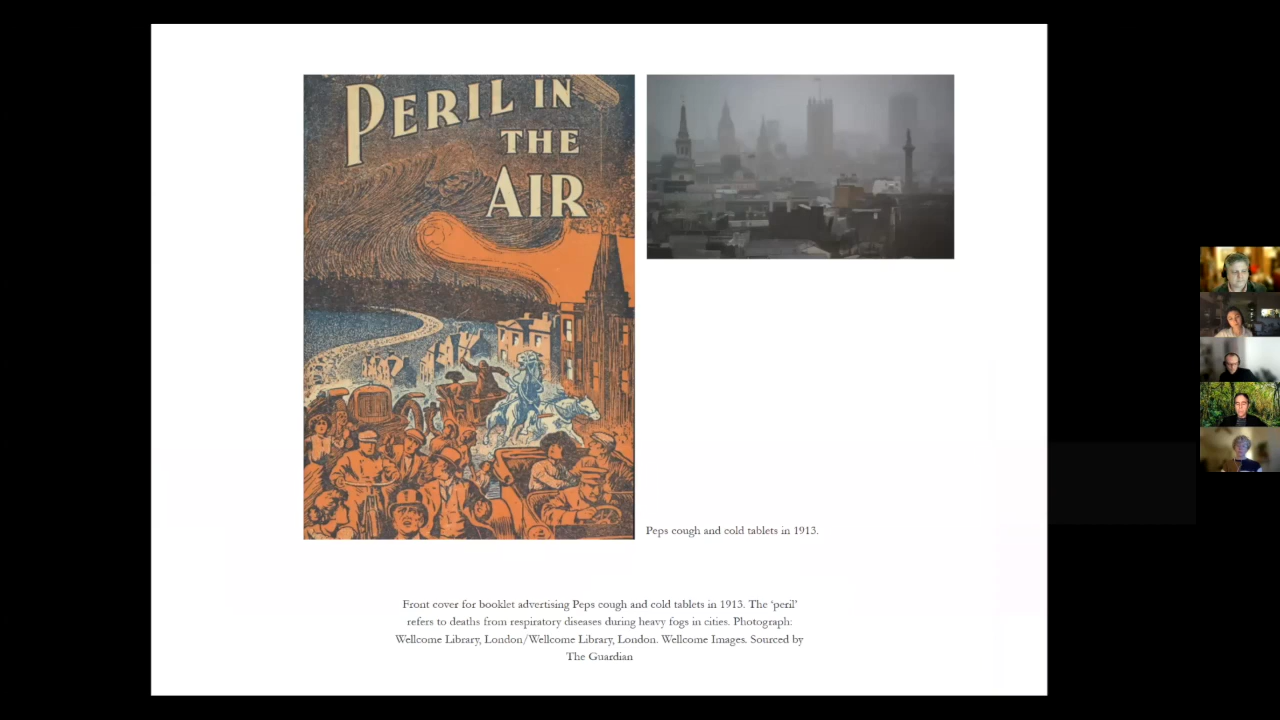 PERIL IN
THE
AIR
Peps cough and cold tablets in 1913.
Front cover for booklet advertising Peps cough and cold tablets in 1913. The ‘peril’
refers to deaths from respiratory diseases during heavy fogs in cities. Photograph:
Wellcome Library, London/Wellcome Library, London. Wellcome Images. Sourced by
The Guardian